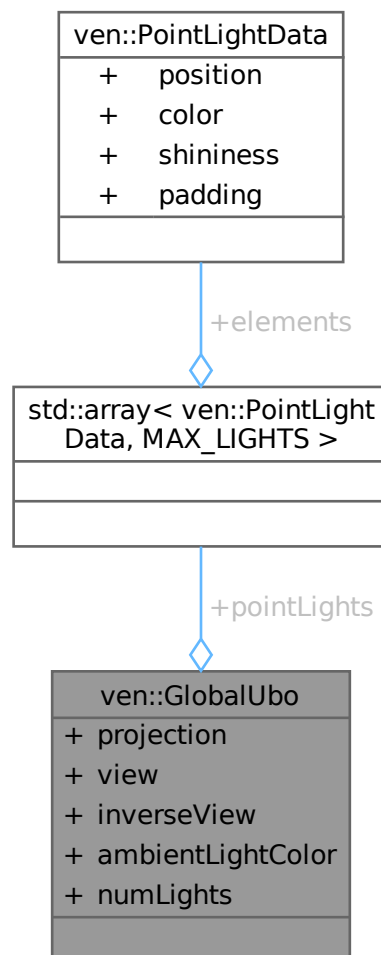 ven::PointLightData
+ position
+ color
+ shininess
+ padding
+elements
std::array< ven::PointLight
Data, MAX_LIGHTS >
+pointLights
ven::GlobalUbo
+ projection
+ view
+ inverseView
+ ambientLightColor
+ numLights